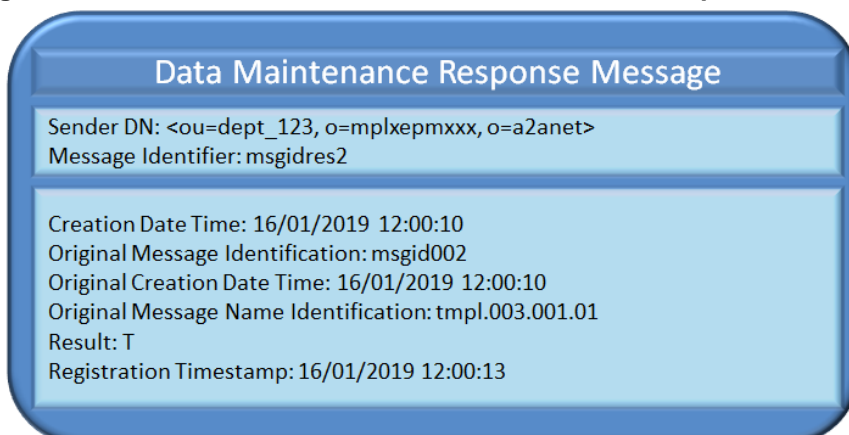 Data Maintenance Response Message
Sender DN: <ou=dept_123, o=mplxepmxxx, o=a2anet>
Message Identifier: msgidres2
Creation Date Time: 16/01/2019 12:00:10
Original Message Identification: msgid002
Original Creation Date Time: 16/01/2019 12:00:10
Original Message Name Identification: tmpl.003.001.01
Result: T
Registration Timestamp: 16/01/2019 12:00:13